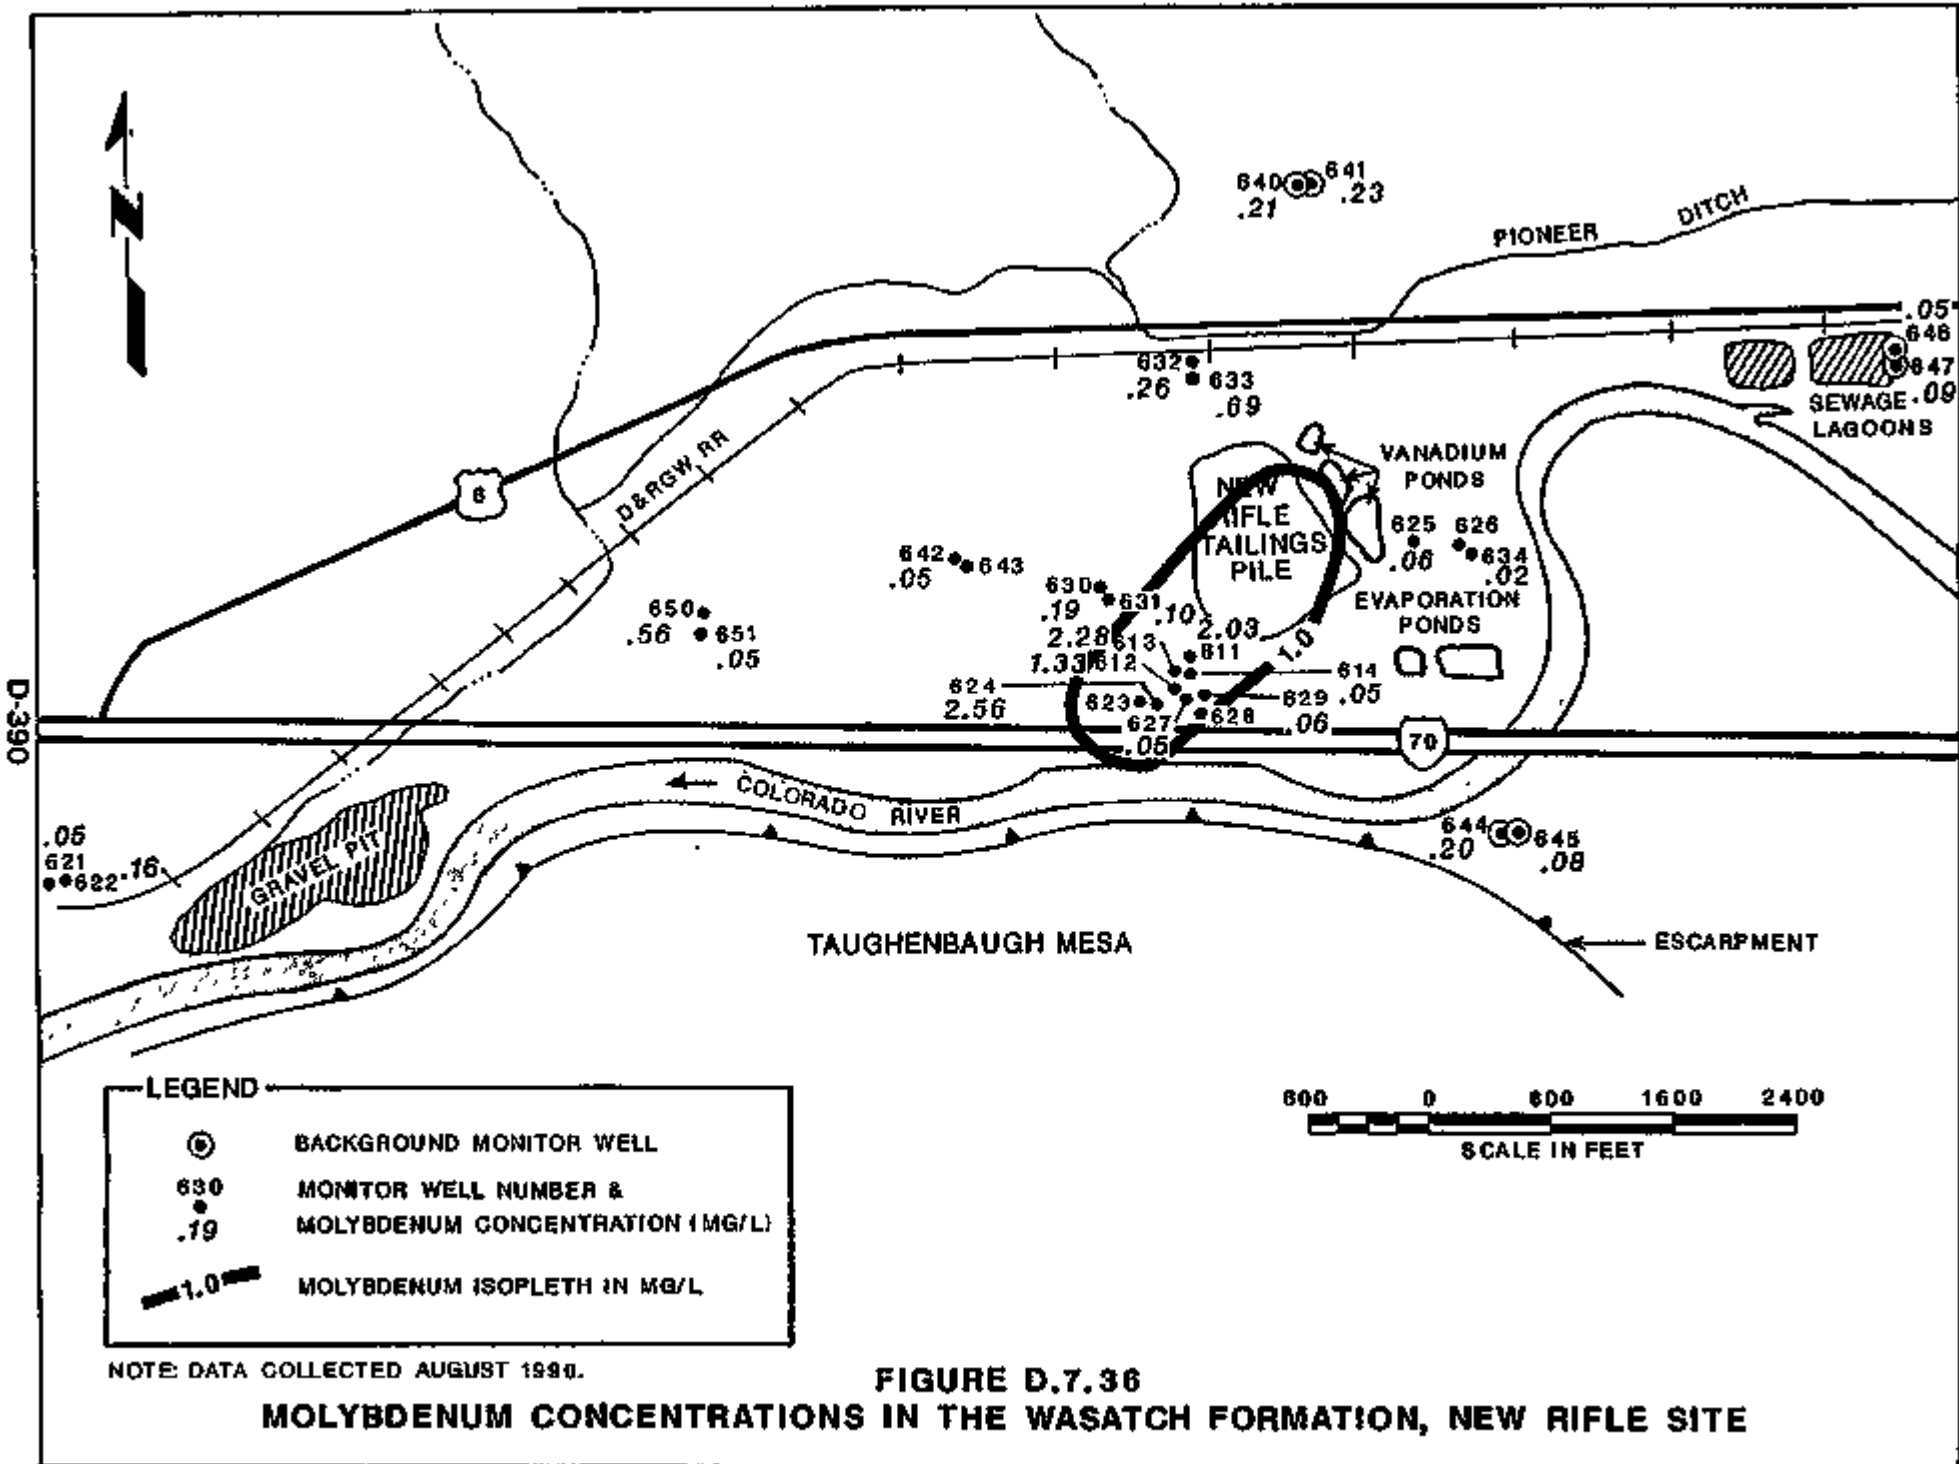 640
641
.21
.23
PIONEER
DITCH
N
.05
646
647
.09
632
.26
633
.69
SEWAGE
LAGOONS
VANADIUM
PONDS
6
D&RGW RR
NEW
RIFLE
TAILINGS
PILE
625
.06
626
634
.02
642
.05
643
630
.19
631
.10
EVAPORATION
PONDS
650
.56
651
.05
2.28
613
2.03
611
1.0
1.33
612
614
.05
624
2.56
623
629
.06
627
.05
628
70
D-390
COLORADO RIVER
GRAVEL PIT
.05
621
622
.16
644
.20
645
.08
TAUGHENBAUGH MESA
ESCARPMENT
LEGEND
BACKGROUND MONITOR WELL
630
.19
MONITOR WELL NUMBER &
MOLYBDENUM CONCENTRATION (MG/L)
1.0
MOLYBDENUM ISOPLETH IN MG/L
800 0 800 1600 2400
SCALE IN FEET
NOTE: DATA COLLECTED AUGUST 1990.
FIGURE D.7.36
MOLYBDENUM CONCENTRATIONS IN THE WASATCH FORMATION, NEW RIFLE SITE